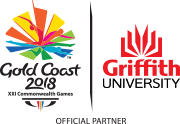 Gold Coast
2018
XXI Commonwealth Games
Griffith
UNIVERSITY
OFFICIAL PARTNER